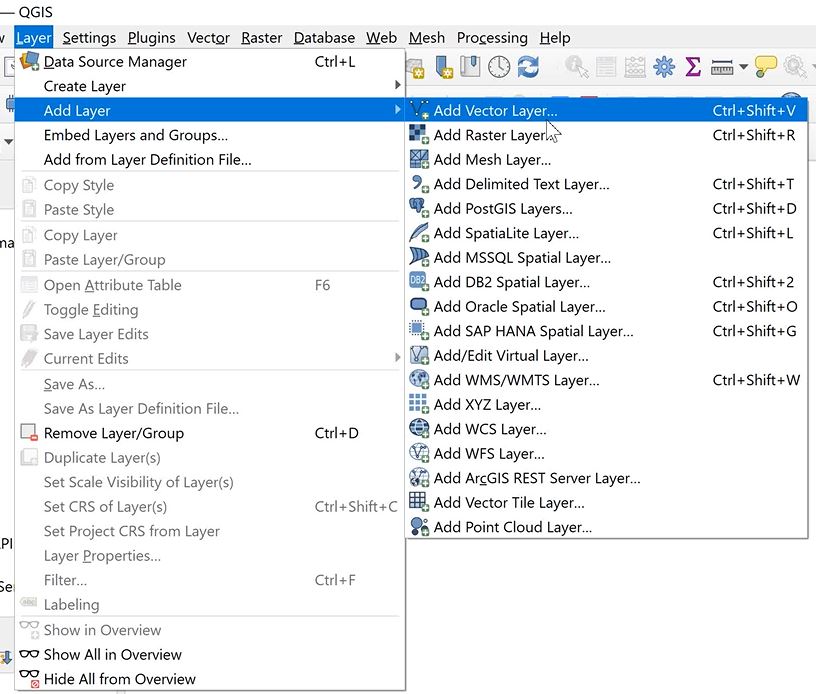 — QGIS
Layer Settings Plugins Vector Raster Database Web Mesh Processing Help
Data Source Manager Ctrl+L
Create Layer
Add Layer
Embed Layers and Groups...
Add from Layer Definition File...
Copy Style
Paste Style
Copy Layer
Paste Layer/Group
Open Attribute Table F6
Toggle Editing
Save Layer Edits
Current Edits
Save As...
Save As Layer Definition File...
Remove Layer/Group Ctrl+D
Duplicate Layer(s)
Set Scale Visibility of Layer(s)
Set CRS of Layer(s) Ctrl+Shift+C
Set Project CRS from Layer
Layer Properties...
Filter... Ctrl+F
Labeling
Show in Overview
Show All in Overview
Hide All from Overview
Add Vector Layer... Ctrl+Shift+V
Add Raster Layer... Ctrl+Shift+R
Add Mesh Layer...
Add Delimited Text Layer... Ctrl+Shift+T
Add PostGIS Layers... Ctrl+Shift+D
Add SpatiaLite Layer... Ctrl+Shift+L
Add MSSQL Spatial Layer...
DB2 Add DB2 Spatial Layer... Ctrl+Shift+2
Add Oracle Spatial Layer... Ctrl+Shift+O
Add SAP HANA Spatial Layer... Ctrl+Shift+G
Add/Edit Virtual Layer...
Add WMS/WMTS Layer... Ctrl+Shift+W
Add XYZ Layer...
Add WCS Layer...
Add WFS Layer...
Add ArcGIS REST Server Layer...
Add Vector Tile Layer...
Add Point Cloud Layer...